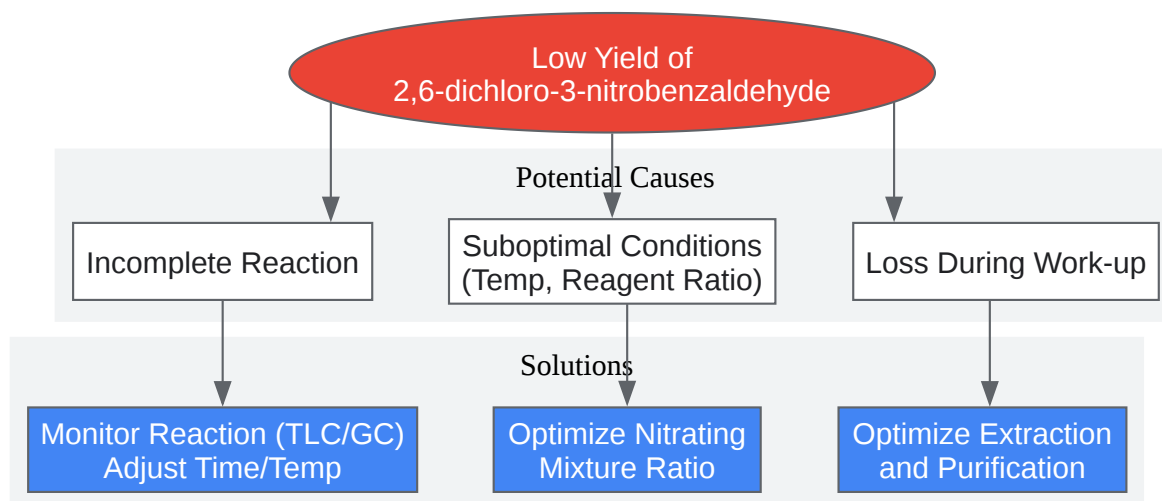 Low Yield of
2,6-dichloro-3-nitrobenzaldehyde
Potential Causes
Incomplete Reaction
Suboptimal Conditions
(Temp, Reagent Ratio)
Loss During Work-up
Solutions
Monitor Reaction (TLC/GC)
Adjust Time/Temp
Optimize Nitrating
Mixture Ratio
Optimize Extraction
and Purification